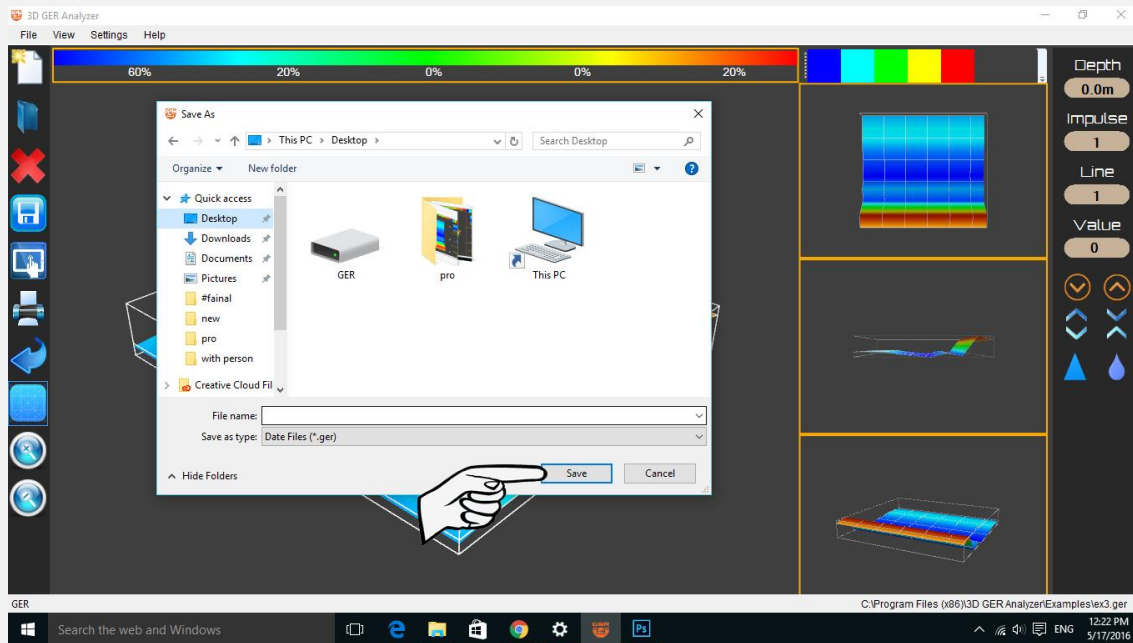 3D GER Analyzer
File View Settings Help
60% 20% 0% 0% 20%
Save As
This PC > Desktop >
Search Desktop
Organize
New folder
Quick access
Desktop
Downloads
Documents
Pictures
#fainal
new
pro
with person
Creative Cloud Fil
GER
pro
This PC
File name:
Save as type: Date Files (*.ger)
Hide Folders
Save
Cancel
Depth
0.0m
Impulse
1
Line
1
Value
0
GER
C:\Program Files (x86)\3D GER Analyzer\Examples\ex3.ger
Search the web and Windows
Ps
ENG
12:22 PM
5/17/2016